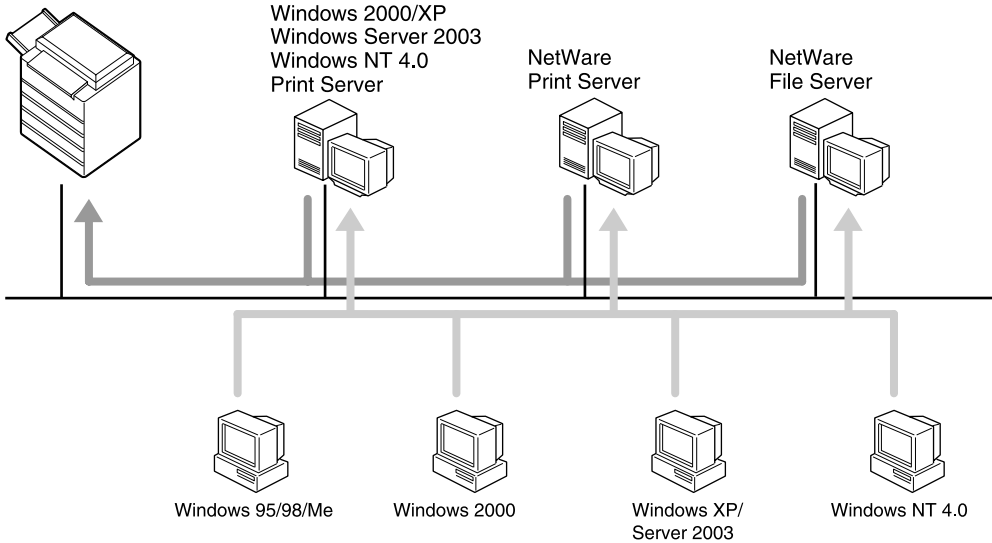 Windows 2000/XP
Windows Server 2003
Windows NT 4.0
Print Server
NetWare
Print Server
NetWare
File Server
Windows 95/98/Me
Windows 2000
Windows XP/
Server 2003
Windows NT 4.0